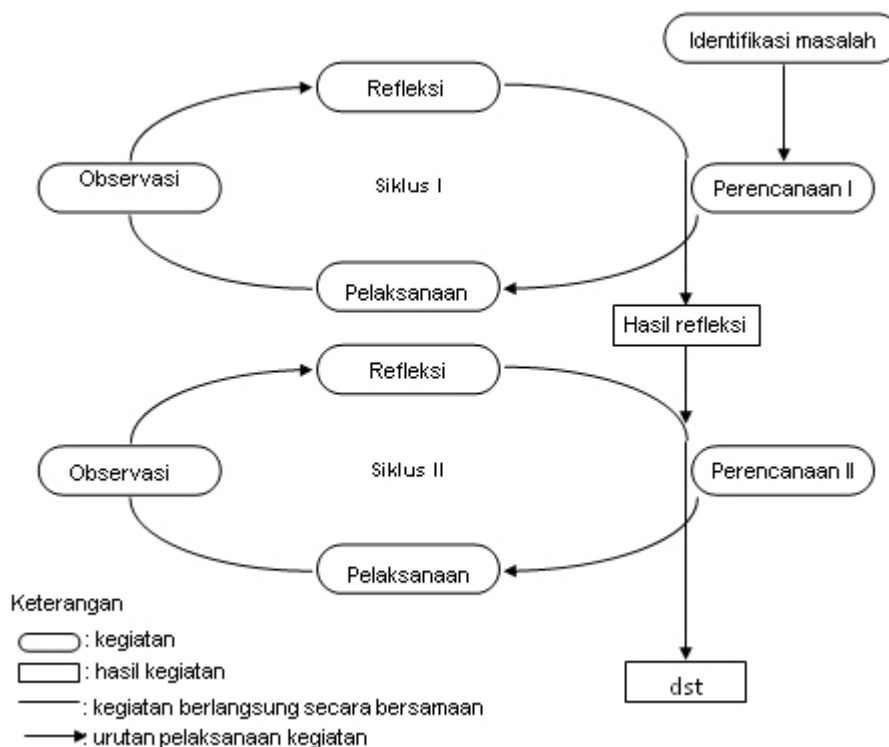 Identifikasi masalah
Refleksi
Observasi
Siklus I
Perencanaan I
Pelaksanaan
Hasil refleksi
Refleksi
Observasi
Siklus II
Perencanaan II
Pelaksanaan
Keterangan
: kegiatan
: hasil kegiatan
: kegiatan berlangsung secara bersamaan
: urutan pelaksanaan kegiatan
dst